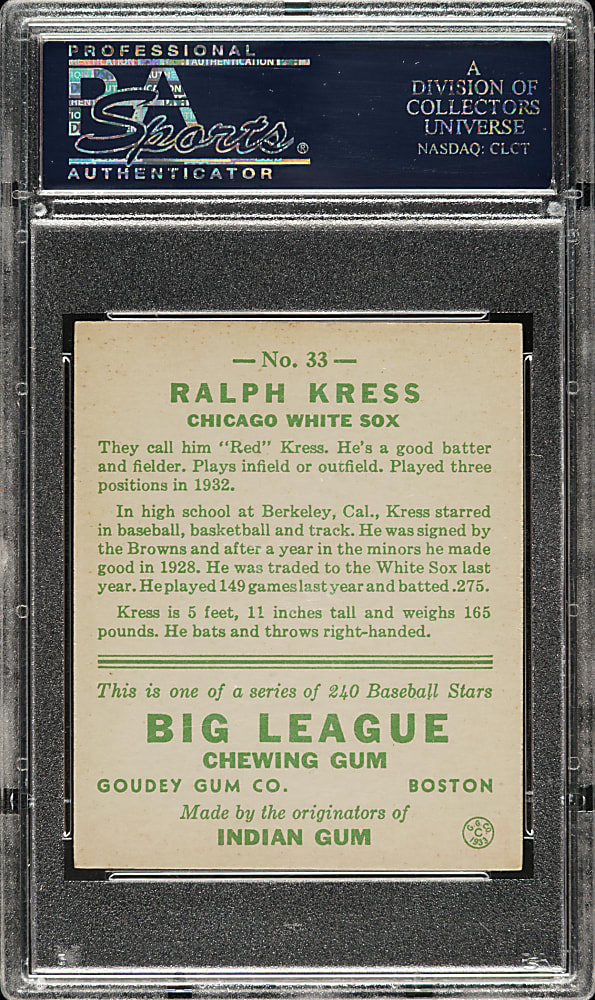 PROFESSIONAL
PSA
Sports®
AUTHENTICATOR
A
DIVISION OF
COLLECTORS
UNIVERSE
NASDAQ: CLCT
— No. 33 —
RALPH KRESS
CHICAGO WHITE SOX
They call him "Red" Kress. He's a good batter
and fielder. Plays infield or outfield. Played three
positions in 1932.
In high school at Berkeley, Cal., Kress starred
in baseball, basketball and track. He was signed by
the Browns and after a year in the minors he made
good in 1928. He was traded to the White Sox last
year. He played 149 games last year and batted .275.
Kress is 5 feet, 11 inches tall and weighs 165
pounds. He bats and throws right-handed.
This is one of a series of 240 Baseball Stars
BIG LEAGUE
CHEWING GUM
GOUDEY GUM CO. BOSTON
Made by the originators of
INDIAN GUM
G. G. CO.
C
1933